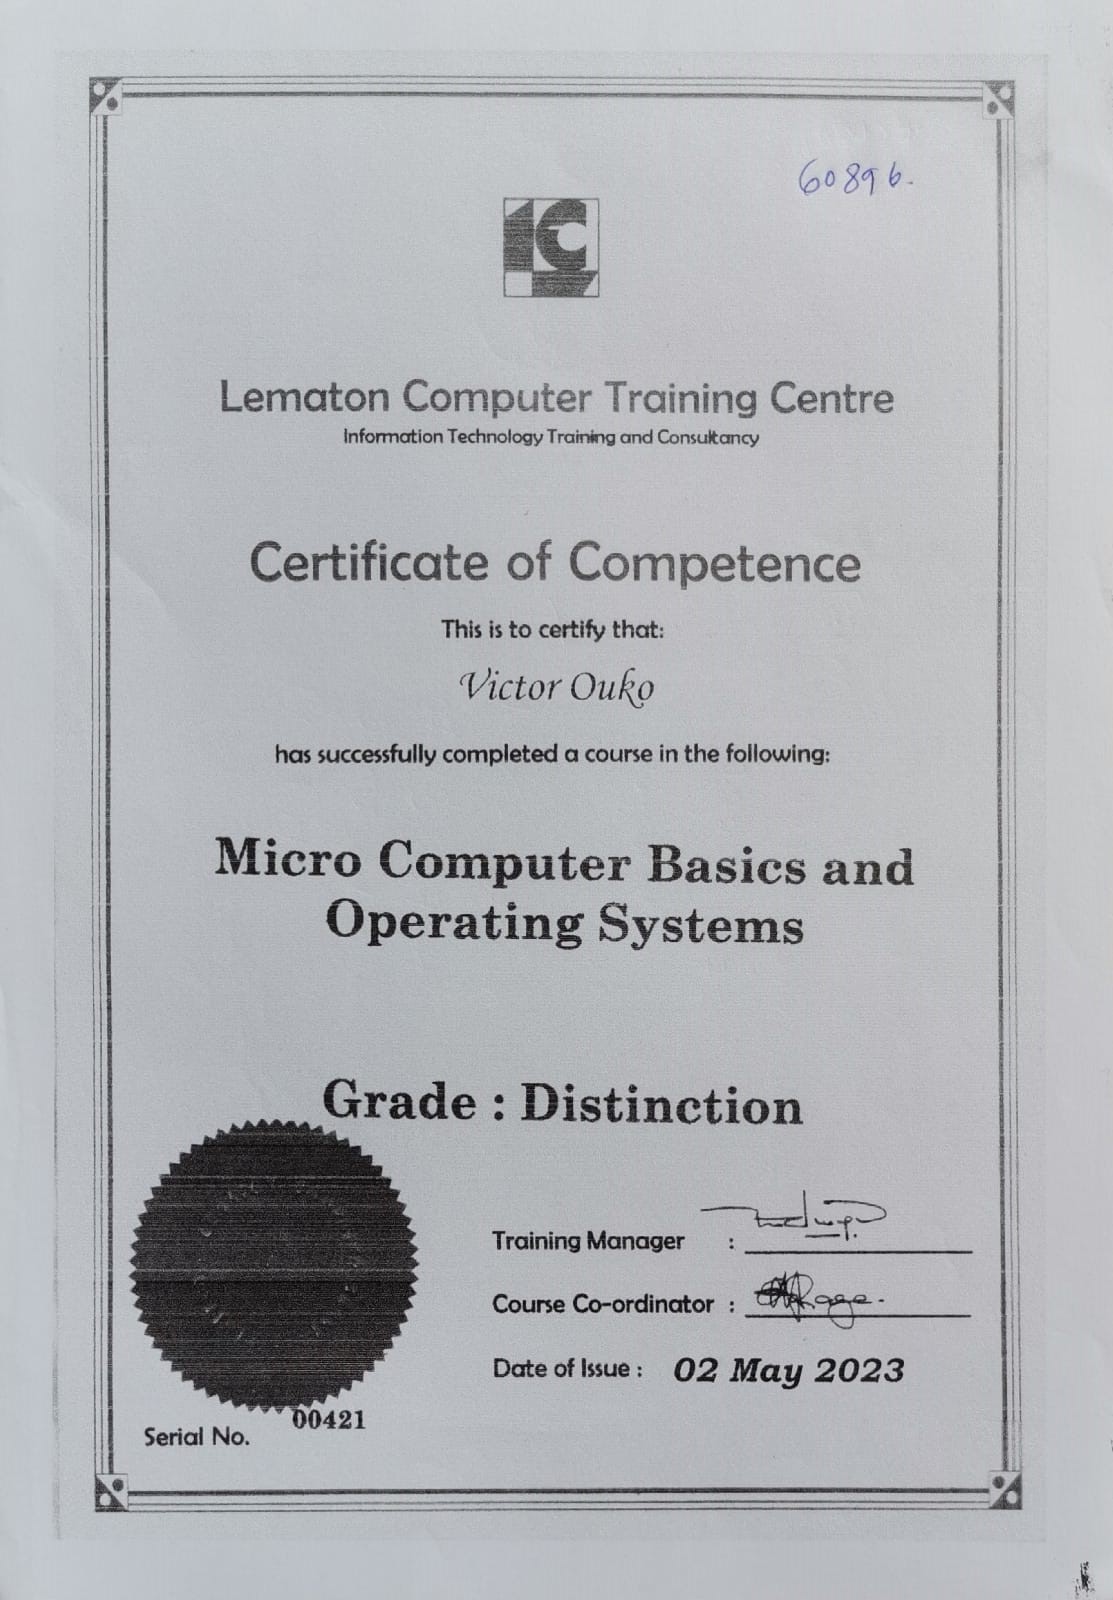 60896.
Lematon Computer Training Centre
Information Technology Training and Consultancy
Certificate of Competence
This is to certify that:
Victor Ouko
has successfully completed a course in the following:
Micro Computer Basics and
Operating Systems
Grade : Distinction
Training Manager :
Course Co-ordinator :
Date of Issue : 02 May 2023
00421
Serial No.